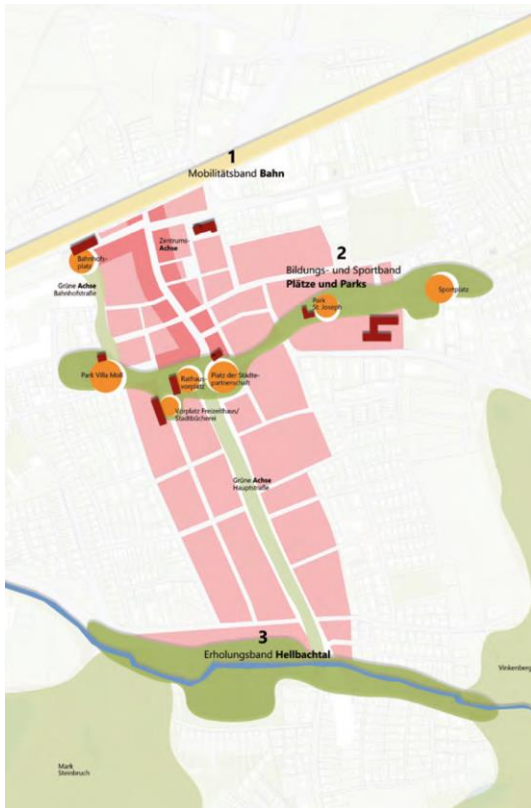 1
Mobilitätsband Bahn
Bahnhofs-
platz
Zentrums-
Achse
Grüne Achse
Bahnhofstraße
2
Bildungs- und Sportband
Plätze und Parks
Sportplatz
Park
St. Joseph
Park Villa Moll
Rathaus-
vorplatz
Platz der Städte-
partnerschaft
Vorplatz Freizeithaus/
Stadtbücherei
Grüne Achse
Hauptstraße
3
Erholungsband Hellbachtal
Vinkenberg
Mark
Steinbruch